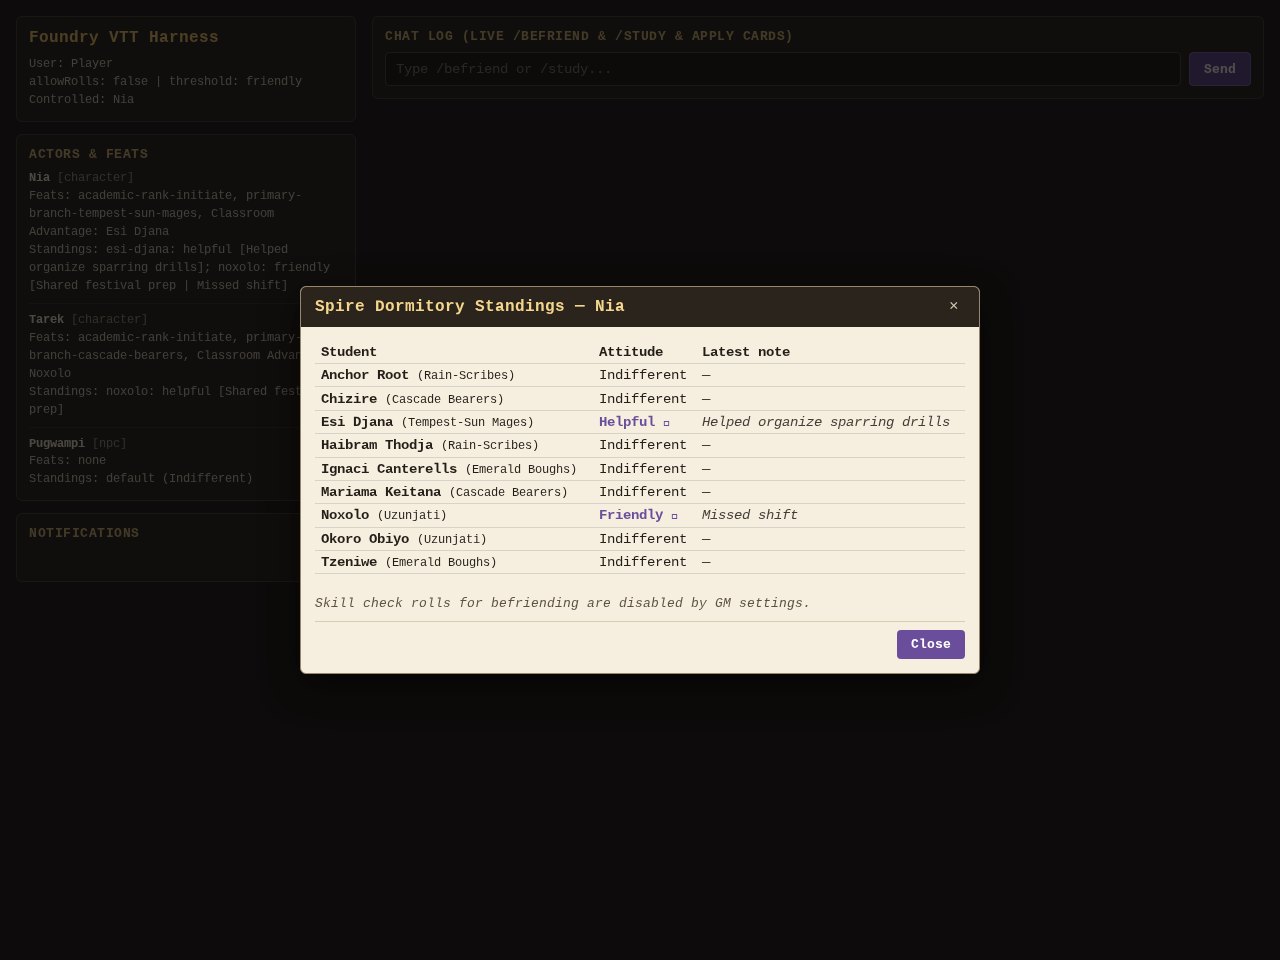 Foundry VTT Harness
User: Player
allowRolls: false | threshold: friendly
Controlled: Nia
ACTORS & FEATS
Nia [character]
Feats: academic-rank-initiate, primary-
branch-tempest-sun-mages, Classroom
Advantage: Esi Djana
Standings: esi-djana: helpful [Helped
organize sparring drills]; noxolo: friendly
[Shared festival prep | Missed shift]
Tarek [character]
Feats: academic-rank-initiate, primary-
branch-cascade-bearers, Classroom Advan
Noxolo
Standings: noxolo: helpful [Shared fest
prep]
Pugwampi [npc]
Feats: none
Standings: default (Indifferent)
NOTIFICATIONS
CHAT LOG (LIVE /BEFRIEND & /STUDY & APPLY CARDS)
Type /befriend or /study...
Send
Spire Dormitory Standings — Nia
×
Student Attitude Latest note
Anchor Root (Rain-Scribes) Indifferent —
Chizire (Cascade Bearers) Indifferent —
Esi Djana (Tempest-Sun Mages) Helpful Helped organize sparring drills
Haibram Thodja (Rain-Scribes) Indifferent —
Ignaci Canterells (Emerald Boughs) Indifferent —
Mariama Keitana (Cascade Bearers) Indifferent —
Noxolo (Uzunjati) Friendly Missed shift
Okoro Obiyo (Uzunjati) Indifferent —
Tzeniwe (Emerald Boughs) Indifferent —
Skill check rolls for befriending are disabled by GM settings.
Close